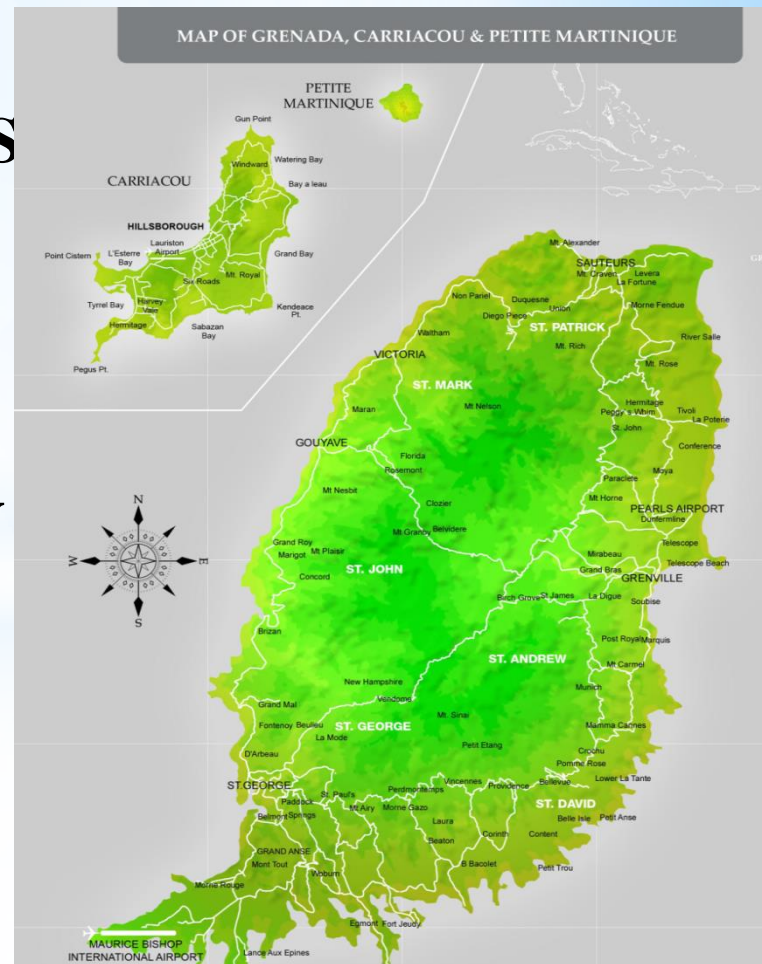 MAP OF GRENADA, CARRIACOU & PETITE MARTINIQUE
S
PETITE
MARTINIQUE
Gun Point
Windward
Watering Bay
CARRIACOU
Bay a leau
HILLSBOROUGH
Lauriston
Airport
Point Cistern
L'Esterre
Bay
Grand Bay
Mt. Royal
Six Roads
Tyrrel Bay
Harvey
Vale
Kendeace
Pt.
Hermitage
Sabazan
Bay
Pegus Pt.
Mt. Alexander
SAUTEURS
Mt. Craven
Levera
La Fortune
Non Pariel
Duquesne
Union
Morne Fendue
Diego Piece
ST. PATRICK
Waltham
Mt. Rich
River Salle
VICTORIA
Mt. Rose
ST. MARK
Maran
Mt Nelson
Hermitage
Peggy's Whim
Tivoli
La Poterie
St. John
GOUYAVE
Florida
Conference
Rosemont
Moya
Paraclete
Mt Nesbit
Clozier
Mt Horne
PEARLS AIRPORT
Dunfermline
Mt Granby
Belvidere
Grand Roy
Marigot
Mt Plaisir
Telescope
Mirabeau
Telescope Beach
ST. JOHN
Grand Bras
GRENVILLE
Concord
Birch Grove
St James
La Digue
Soubise
N
E
S
W
Brizan
Post Royal
Marquis
ST. ANDREW
Mt Carmel
New Hampshire
Munich
Vendome
Grand Mal
Mt. Sinai
Fontenoy
Beulieu
ST. GEORGE
Mamma Cannes
La Mode
Petit Etang
D'Arbeau
Crochu
Pomme Rose
ST.GEORGE
St. Paul's
Perdmontemps
Vincennes
Providence
Bellevue
Lower La Tante
Paddock
Mt Airy
Morne Gazo
ST. DAVID
Belmont
Springs
Laura
Belle Isle
Petit Anse
Beaton
Corinth
Content
GRAND ANSE
Mont Tout
Woburn
B Bacolet
Petit Trou
Morne Rouge
Egmont
Fort Jeudy
MAURICE BISHOP
INTERNATIONAL AIRPORT
Lance Aux Epines